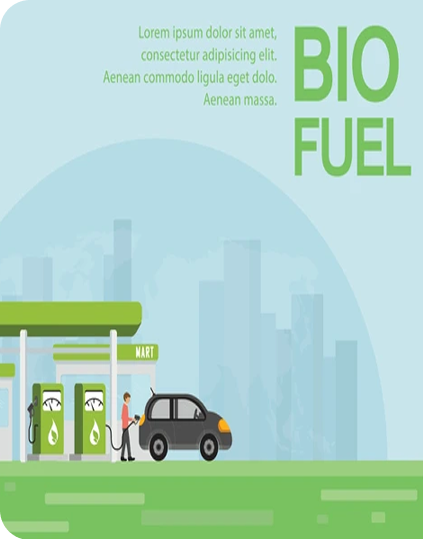 Lorem ipsum dolor sit amet,
consectetur adipisicing elit.
Aenean commodo ligula eget dolo.
Aenean massa.
BIO
FUEL
MART